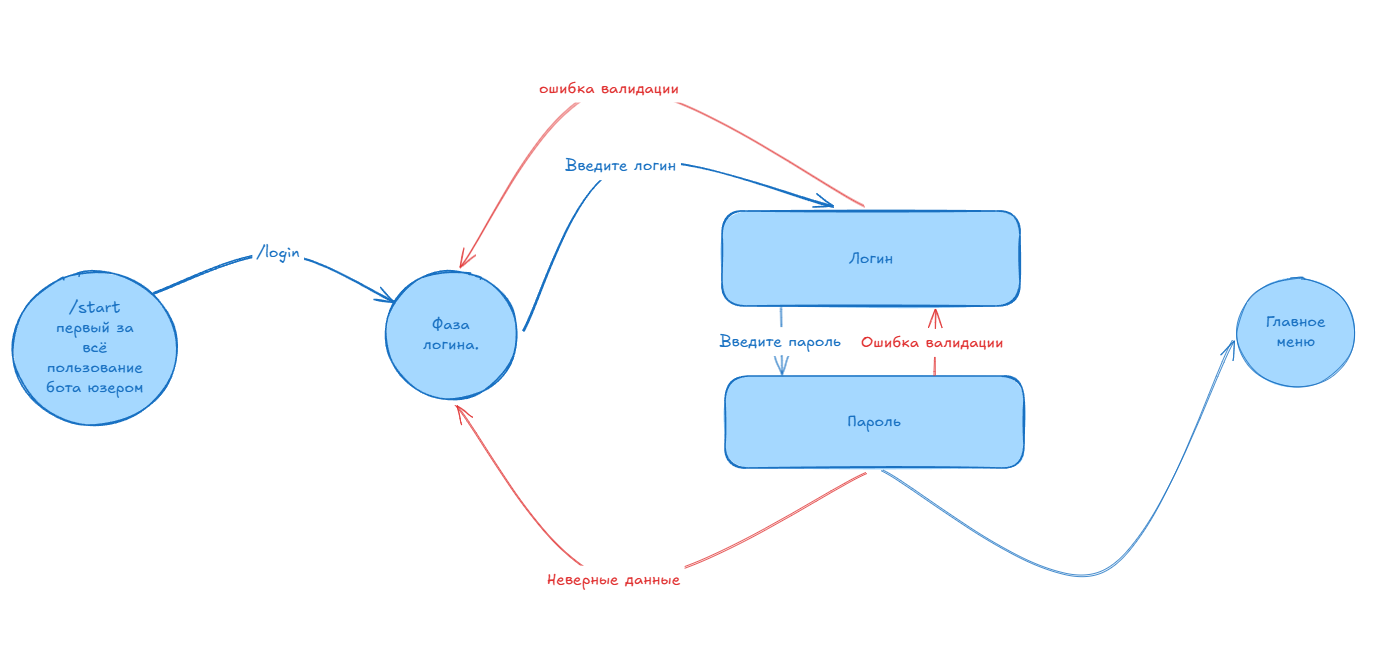 ошибка валидации
Введите логин
/login
/start
первый за
всё
пользование
бота юзером
Фаза
логина.
Логин
Введите пароль
Ошибка валидации
Пароль
Главное
меню
Неверные данные